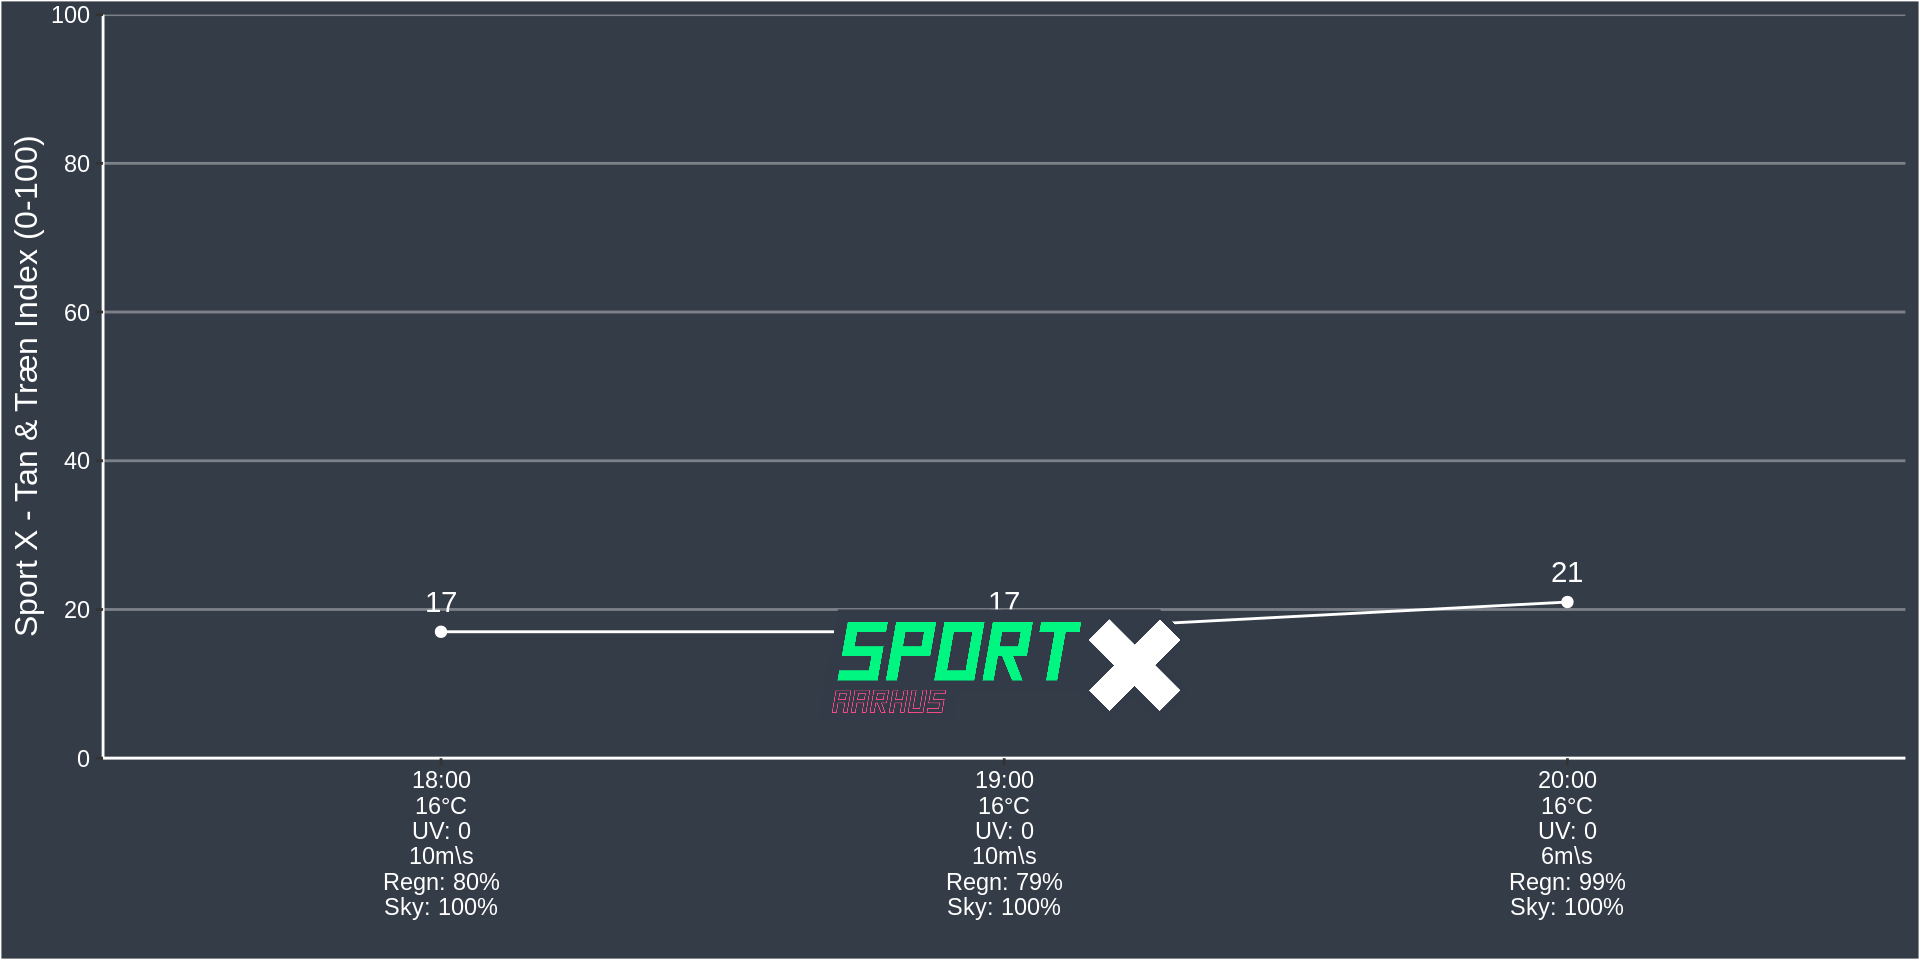 Sport X - Tan & Træn Index (0-100)
100
80
60
40
20
0
17
17
21
SPORT X
AARHUS
18:00
16°C
UV: 0
10m\s
Regn: 80%
Sky: 100%
19:00
16°C
UV: 0
10m\s
Regn: 79%
Sky: 100%
20:00
16°C
UV: 0
6m\s
Regn: 99%
Sky: 100%